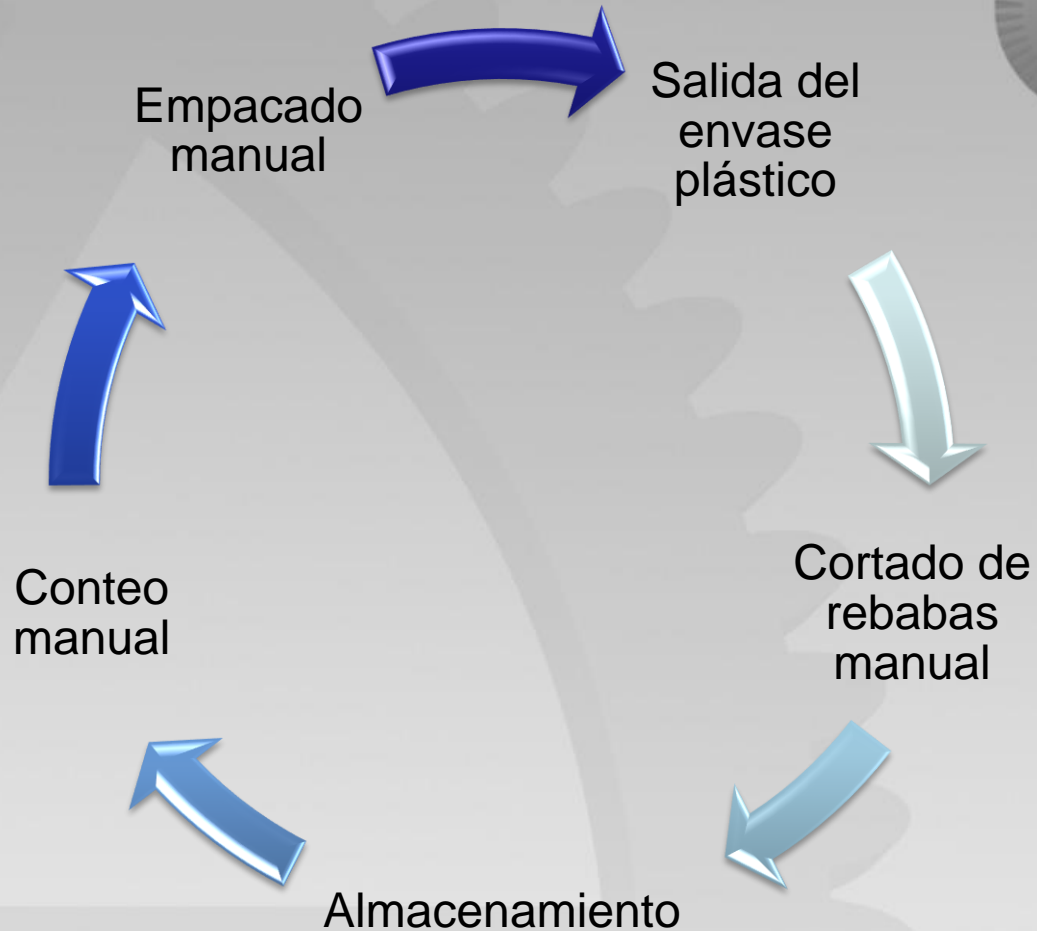 Empacado
manual
Salida del
envase
plástico
Cortado de
rebabas
manual
Almacenamiento
Conteo
manual